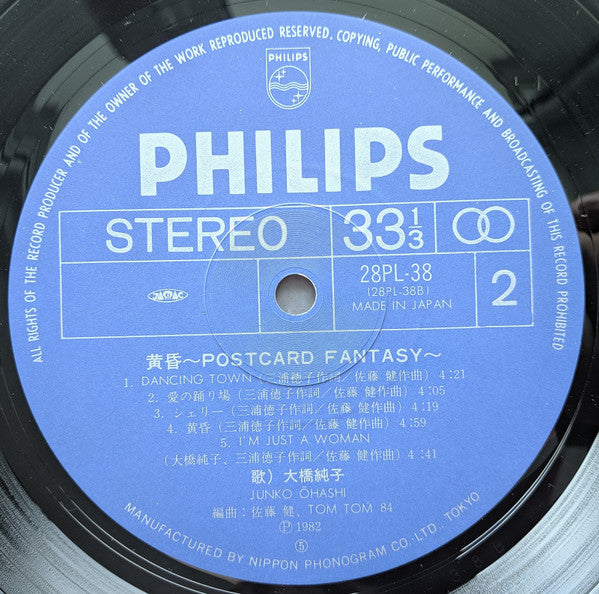 ALL RIGHTS OF THE RECORD PRODUCER AND OF THE OWNER OF THE WORK REPRODUCED RESERVED. COPYING, PUBLIC PERFORMANCE AND BROADCASTING OF THIS RECORD PROHIBITED
PHILIPS
PHILIPS
STEREO
33 1/3
JASRAC
28PL-38
(28PL-38B)
MADE IN JAPAN
2
黄昏～POSTCARD FANTASY～
1. DANCING TOWN (三浦徳子作詞／佐藤 健作曲) 4:21
2. 愛の踊り場 (三浦徳子作詞／佐藤 健作曲) 4:05
3. シェリー (三浦徳子作詞／佐藤 健作曲) 4:19
4. 黄昏 (三浦徳子作詞／佐藤 健作曲) 4:59
5. I'M JUST A WOMAN
(大橋純子、三浦徳子作詞／佐藤 健作曲) 4:41
歌) 大橋純子
JUNKO ŌHASHI
編曲：佐藤 健、TOM TOM 84
Ⓟ 1982
⑤
MANUFACTURED BY NIPPON PHONOGRAM CO., LTD., TOKYO